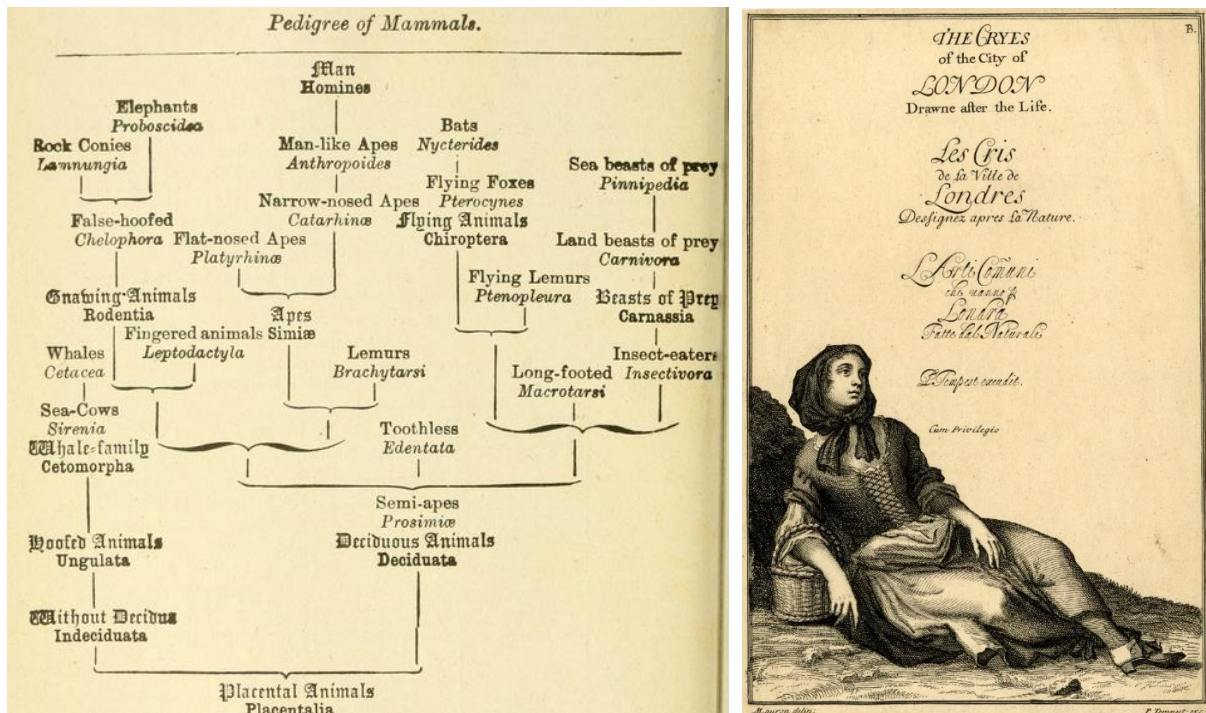 Pedigree of Mammals.
Man
Homines
Elephants
Proboscidea
Rock Conies
Lamnungia
Man-like Apes
Anthropoides
Bats
Nycterides
Sea beasts of prey
Pinnipedia
Flying Foxes
Pterocynes
Narrow-nosed Apes
Catarhinæ
False-hoofed
Chelophora
Flat-nosed Apes
Platyrhinæ
Flying Animals
Chiroptera
Land beasts of prey
Carnivora
Flying Lemurs
Ptenopleura
Gnawing-Animals
Rodentia
Beasts of Prey
Carnassia
Apes
Simiæ
Fingered animals
Leptodactyla
Whales
Cetacea
Lemurs
Brachytarsi
Insect-eaters
Insectivora
Long-footed
Macrotarsi
Sea-Cows
Sirenia
Whale-family
Cetomorpha
Toothless
Edentata
Semi-apes
Prosimiæ
Hoofed Animals
Ungulata
Deciduous Animals
Deciduata
Without Decidua
Indeciduata
Placental Animals
Placentalia
B.
THE CRYES
of the City of
LONDON
Drawne after the Life.
Les Cris
de la Ville de
Londres
Dessignez apres la Nature.
L'Arti Comuni
che vanno p
Londra
Fatte dal Naturale
P. Tempest excudit.
Cum Privilegio
M Lauron delin:
P. Tempest exc